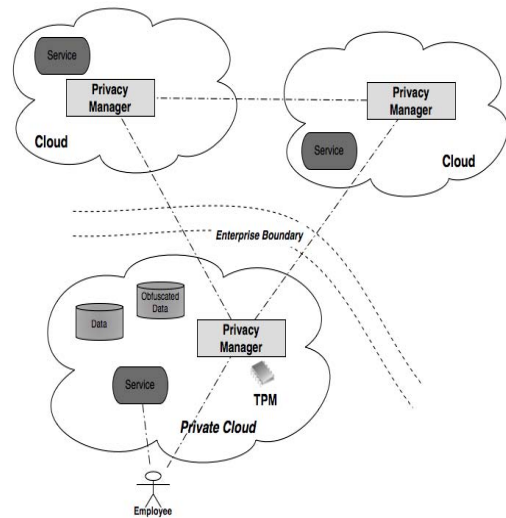 Service
Privacy
Manager
Cloud
Privacy
Manager
Service
Cloud
Enterprise Boundary
Data
Obfuscated
Data
Privacy
Manager
Service
TPM
Private Cloud
Employee